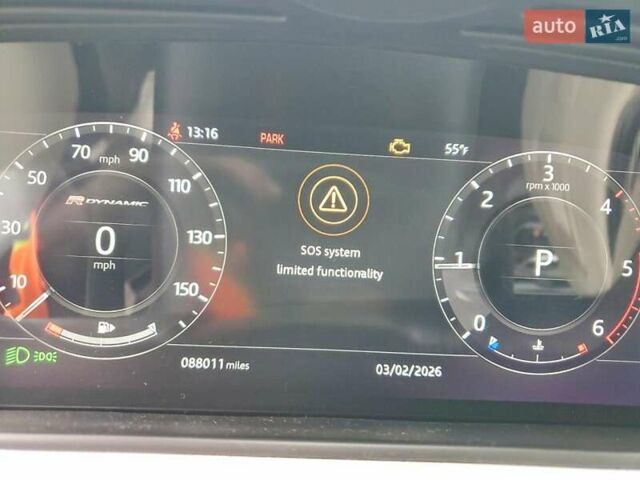 auto RIA
.com
13:16
PARK
55°F
70 mph 90
50
110
30
130
10
150
R DYNAMIC
0
mph
SOS system
limited functionality
3
rpm x 1000
2
4
1
5
0
6
P
088011 miles
03/02/2026